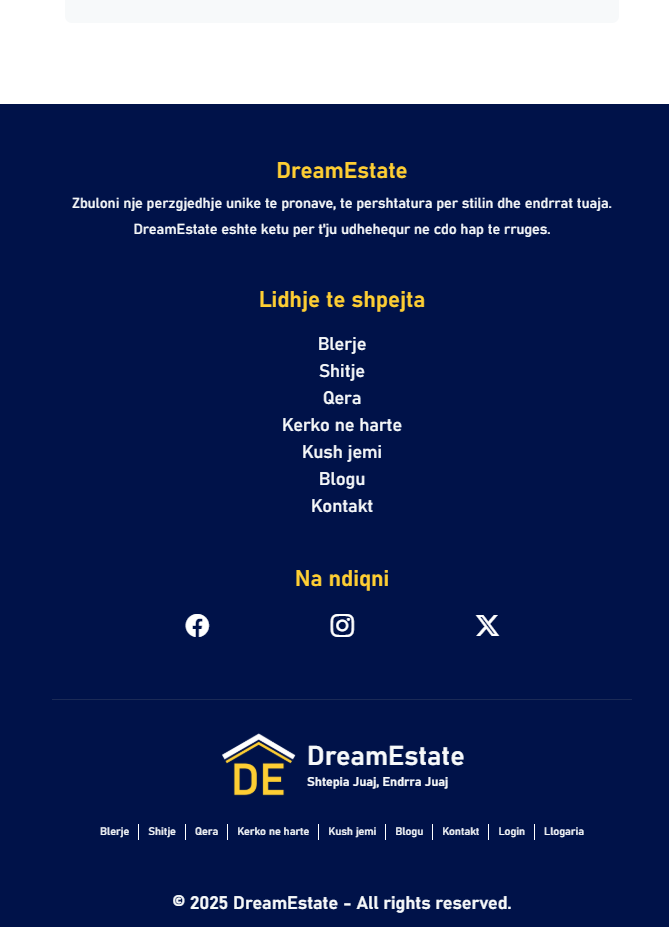 DreamEstate
Zbuloni nje perzgjedhje unike te pronave, te pershtatura per stilin dhe endrrat tuaja.
DreamEstate eshte ketu per t'ju udhehequr ne cdo hap te rruges.
Lidhje te shpejta
Blerje
Shitje
Qera
Kerko ne harte
Kush jemi
Blogu
Kontakt
Na ndiqni
DE
DreamEstate
Shtepia Juaj, Endrra Juaj
Blerje Shitje Qera Kerko ne harte Kush jemi Blogu Kontakt Login Llogaria
© 2025 DreamEstate - All rights reserved.